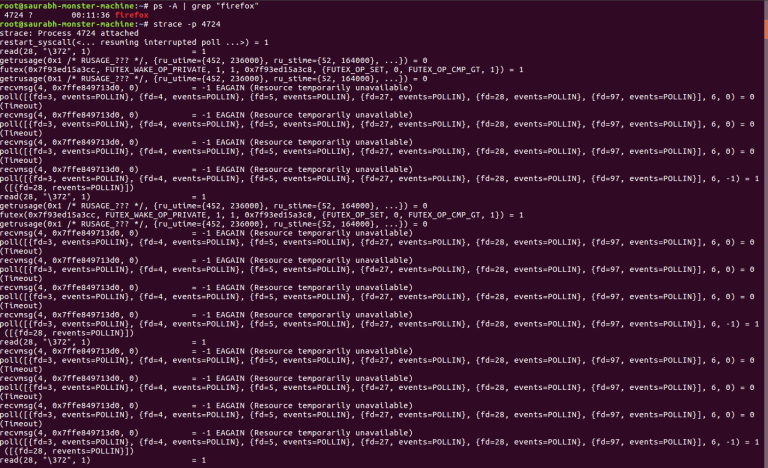 root@saurabh-monster-machine:~# ps -A | grep "firefox"
 4724 ?        00:11:36 firefox
root@saurabh-monster-machine:~# strace -p 4724
strace: Process 4724 attached
restart_syscall(<... resuming interrupted poll ...>) = 1
read(28, "\372", 1)                     = 1
getrusage(0x1 /* RUSAGE_??? */, {ru_utime={452, 236000}, ru_stime={52, 164000}, ...}) = 0
futex(0x7f93ed15a3cc, FUTEX_WAKE_OP_PRIVATE, 1, 1, 0x7f93ed15a3c8, {FUTEX_OP_SET, 0, FUTEX_OP_CMP_GT, 1}) = 1
getrusage(0x1 /* RUSAGE_??? */, {ru_utime={452, 236000}, ru_stime={52, 164000}, ...}) = 0
recvmsg(4, 0x7ffe849713d0, 0)           = -1 EAGAIN (Resource temporarily unavailable)
poll([{fd=3, events=POLLIN}, {fd=4, events=POLLIN}, {fd=5, events=POLLIN}, {fd=27, events=POLLIN}, {fd=28, events=POLLIN}, {fd=97, events=POLLIN}], 6, 0) = 0
(Timeout)
recvmsg(4, 0x7ffe849713d0, 0)           = -1 EAGAIN (Resource temporarily unavailable)
poll([{fd=3, events=POLLIN}, {fd=4, events=POLLIN}, {fd=5, events=POLLIN}, {fd=27, events=POLLIN}, {fd=28, events=POLLIN}, {fd=97, events=POLLIN}], 6, 0) = 0
(Timeout)
recvmsg(4, 0x7ffe849713d0, 0)           = -1 EAGAIN (Resource temporarily unavailable)
poll([{fd=3, events=POLLIN}, {fd=4, events=POLLIN}, {fd=5, events=POLLIN}, {fd=27, events=POLLIN}, {fd=28, events=POLLIN}, {fd=97, events=POLLIN}], 6, 0) = 0
(Timeout)
recvmsg(4, 0x7ffe849713d0, 0)           = -1 EAGAIN (Resource temporarily unavailable)
poll([{fd=3, events=POLLIN}, {fd=4, events=POLLIN}, {fd=5, events=POLLIN}, {fd=27, events=POLLIN}, {fd=28, events=POLLIN}, {fd=97, events=POLLIN}], 6, -1) = 1
 ([{fd=28, revents=POLLIN}])
read(28, "\372", 1)                     = 1
getrusage(0x1 /* RUSAGE_??? */, {ru_utime={452, 236000}, ru_stime={52, 164000}, ...}) = 0
futex(0x7f93ed15a3cc, FUTEX_WAKE_OP_PRIVATE, 1, 1, 0x7f93ed15a3c8, {FUTEX_OP_SET, 0, FUTEX_OP_CMP_GT, 1}) = 1
getrusage(0x1 /* RUSAGE_??? */, {ru_utime={452, 236000}, ru_stime={52, 164000}, ...}) = 0
recvmsg(4, 0x7ffe849713d0, 0)           = -1 EAGAIN (Resource temporarily unavailable)
poll([{fd=3, events=POLLIN}, {fd=4, events=POLLIN}, {fd=5, events=POLLIN}, {fd=27, events=POLLIN}, {fd=28, events=POLLIN}, {fd=97, events=POLLIN}], 6, 0) = 0
(Timeout)
recvmsg(4, 0x7ffe849713d0, 0)           = -1 EAGAIN (Resource temporarily unavailable)
poll([{fd=3, events=POLLIN}, {fd=4, events=POLLIN}, {fd=5, events=POLLIN}, {fd=27, events=POLLIN}, {fd=28, events=POLLIN}, {fd=97, events=POLLIN}], 6, 0) = 0
(Timeout)
recvmsg(4, 0x7ffe849713d0, 0)           = -1 EAGAIN (Resource temporarily unavailable)
poll([{fd=3, events=POLLIN}, {fd=4, events=POLLIN}, {fd=5, events=POLLIN}, {fd=27, events=POLLIN}, {fd=28, events=POLLIN}, {fd=97, events=POLLIN}], 6, 0) = 0
(Timeout)
recvmsg(4, 0x7ffe849713d0, 0)           = -1 EAGAIN (Resource temporarily unavailable)
poll([{fd=3, events=POLLIN}, {fd=4, events=POLLIN}, {fd=5, events=POLLIN}, {fd=27, events=POLLIN}, {fd=28, events=POLLIN}, {fd=97, events=POLLIN}], 6, -1) = 1
 ([{fd=28, revents=POLLIN}])
read(28, "\372", 1)                     = 1
recvmsg(4, 0x7ffe849713d0, 0)           = -1 EAGAIN (Resource temporarily unavailable)
poll([{fd=3, events=POLLIN}, {fd=4, events=POLLIN}, {fd=5, events=POLLIN}, {fd=27, events=POLLIN}, {fd=28, events=POLLIN}, {fd=97, events=POLLIN}], 6, 0) = 0
(Timeout)
recvmsg(4, 0x7ffe849713d0, 0)           = -1 EAGAIN (Resource temporarily unavailable)
poll([{fd=3, events=POLLIN}, {fd=4, events=POLLIN}, {fd=5, events=POLLIN}, {fd=27, events=POLLIN}, {fd=28, events=POLLIN}, {fd=97, events=POLLIN}], 6, 0) = 0
(Timeout)
recvmsg(4, 0x7ffe849713d0, 0)           = -1 EAGAIN (Resource temporarily unavailable)
poll([{fd=3, events=POLLIN}, {fd=4, events=POLLIN}, {fd=5, events=POLLIN}, {fd=27, events=POLLIN}, {fd=28, events=POLLIN}, {fd=97, events=POLLIN}], 6, 0) = 0
(Timeout)
recvmsg(4, 0x7ffe849713d0, 0)           = -1 EAGAIN (Resource temporarily unavailable)
poll([{fd=3, events=POLLIN}, {fd=4, events=POLLIN}, {fd=5, events=POLLIN}, {fd=27, events=POLLIN}, {fd=28, events=POLLIN}, {fd=97, events=POLLIN}], 6, -1) = 1
 ([{fd=28, revents=POLLIN}])
read(28, "\372", 1)                     = 1